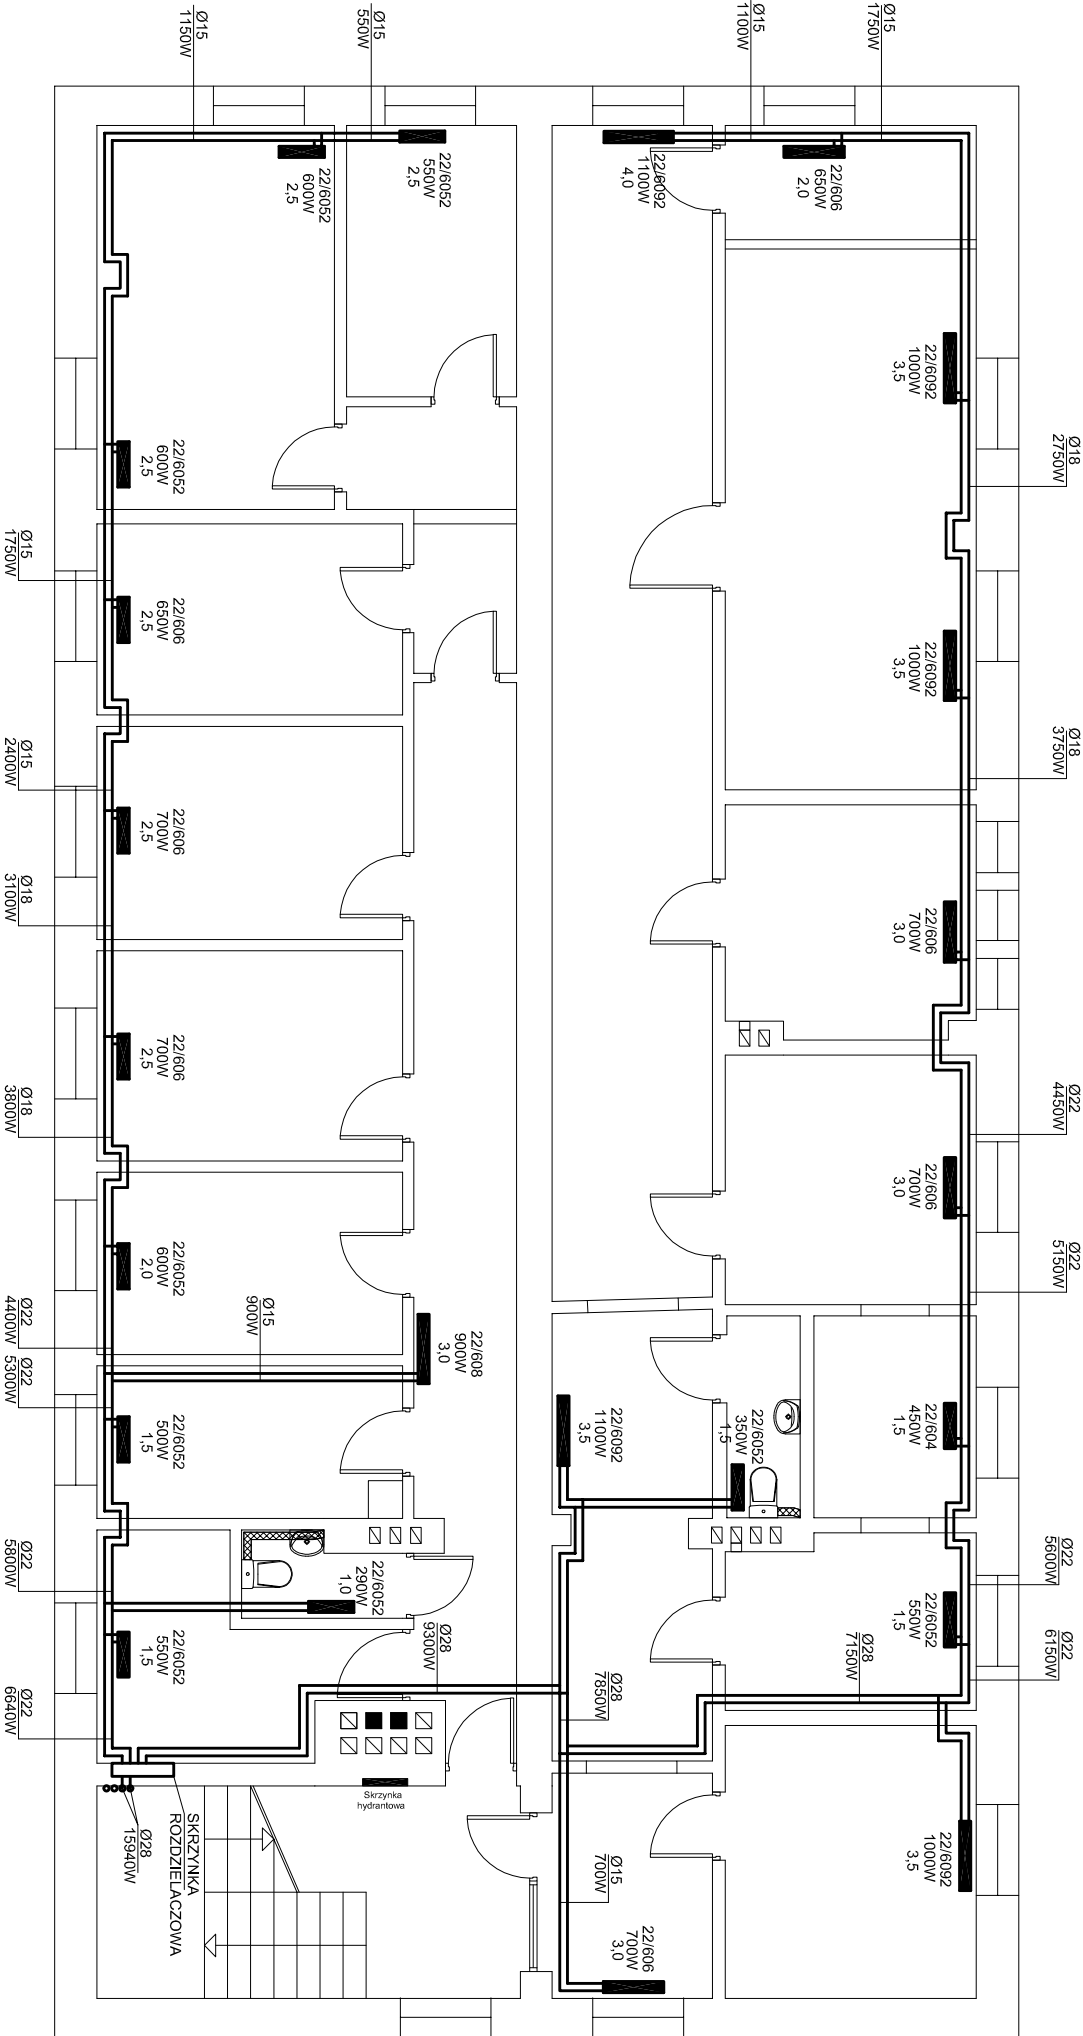 Ø15
1150W
Ø15
550W
Ø15
1100W
Ø15
1750W
22/6052
600W
2,5
22/6052
550W
2,5
22/6092
1100W
4,0
22/606
650W
2,0
22/6092
1000W
3,5
Ø18
2750W
22/6052
600W
2,5
Ø15
1750W
22/606
650W
2,5
22/6092
1000W
3,5
Ø18
3750W
Ø15
2400W
22/606
700W
2,5
Ø18
3100W
22/606
700W
3,0
22/606
700W
2,5
Ø18
3800W
Ø22
4450W
22/606
700W
3,0
22/6052
600W
2,0
Ø22
5150W
Ø15
900W
Ø22
4400W
22/608
900W
3,0
Ø22
5300W
22/6052
500W
1,5
22/6092
1100W
3,5
22/6052
350W
1,5
22/604
450W
1,5
Ø22
5800W
22/6052
290W
1,0
22/6052
550W
1,5
Ø22
5600W
22/6052
550W
1,5
Ø28
9300W
Ø28
7850W
Ø28
7150W
Ø22
6150W
Ø22
6640W
Skrzynka
hydrantowa
SKRZYNKA
ROZDZIELACZOWA
Ø28
15940W
Ø15
700W
22/6092
1000W
3,5
22/606
700W
3,0